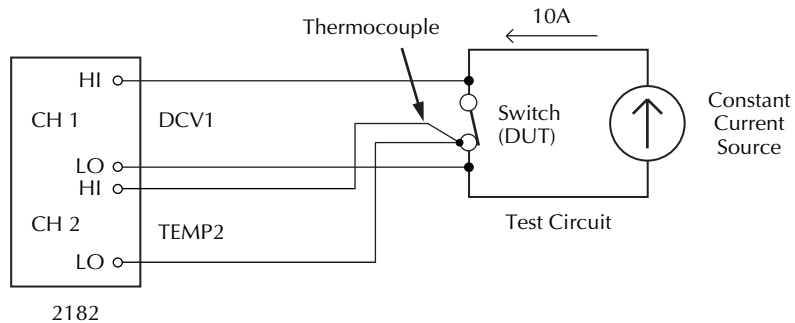 Thermocouple
10A
HI
CH 1
DCV1
LO
HI
CH 2
TEMP2
LO
2182
Switch
(DUT)
Constant
Current
Source
Test Circuit